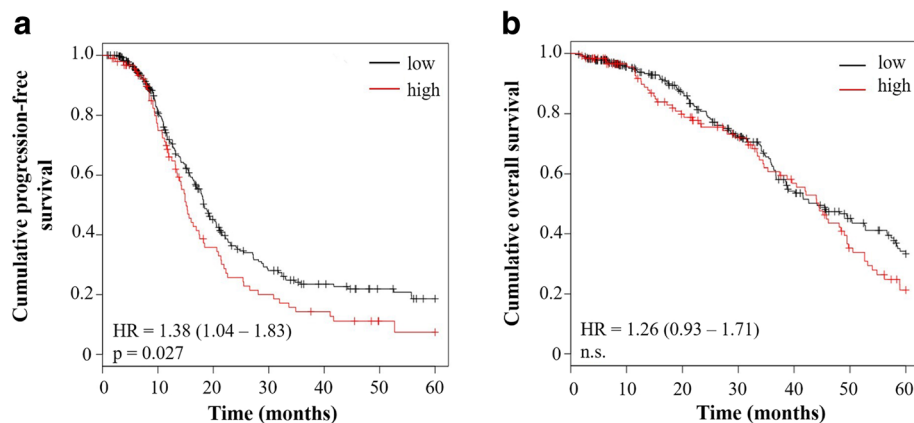 a
Cumulative progression-free
survival
1.0
0.8
0.6
0.4
0.2
0
low
high
HR = 1.38 (1.04 – 1.83)
p = 0.027
0 10 20 30 40 50 60
Time (months)
b
Cumulative overall survival
1.0
0.8
0.6
0.4
0.2
0
low
high
HR = 1.26 (0.93 – 1.71)
n.s.
0 10 20 30 40 50 60
Time (months)